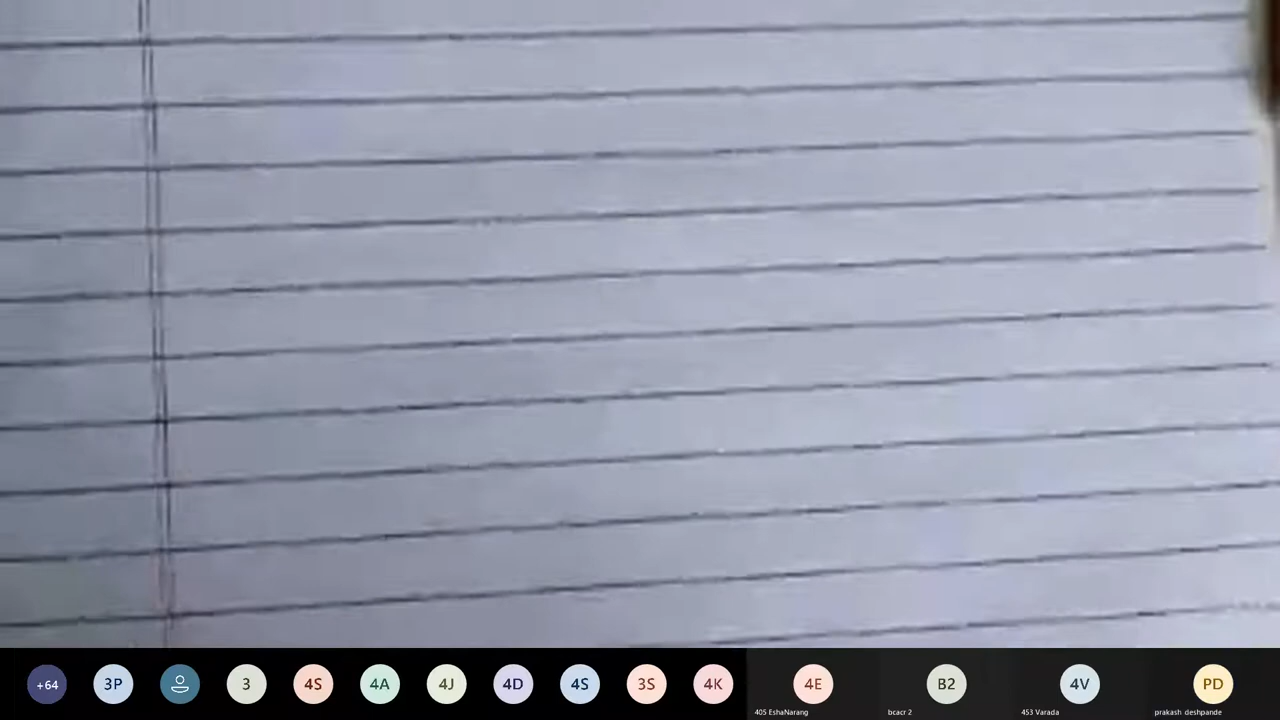 +64
3P
3
4S
4A
4J
4D
4S
3S
4K
4E
B2
4V
PD
405 EshaNarang
bcacr 2
453 Varada
prakash deshpande